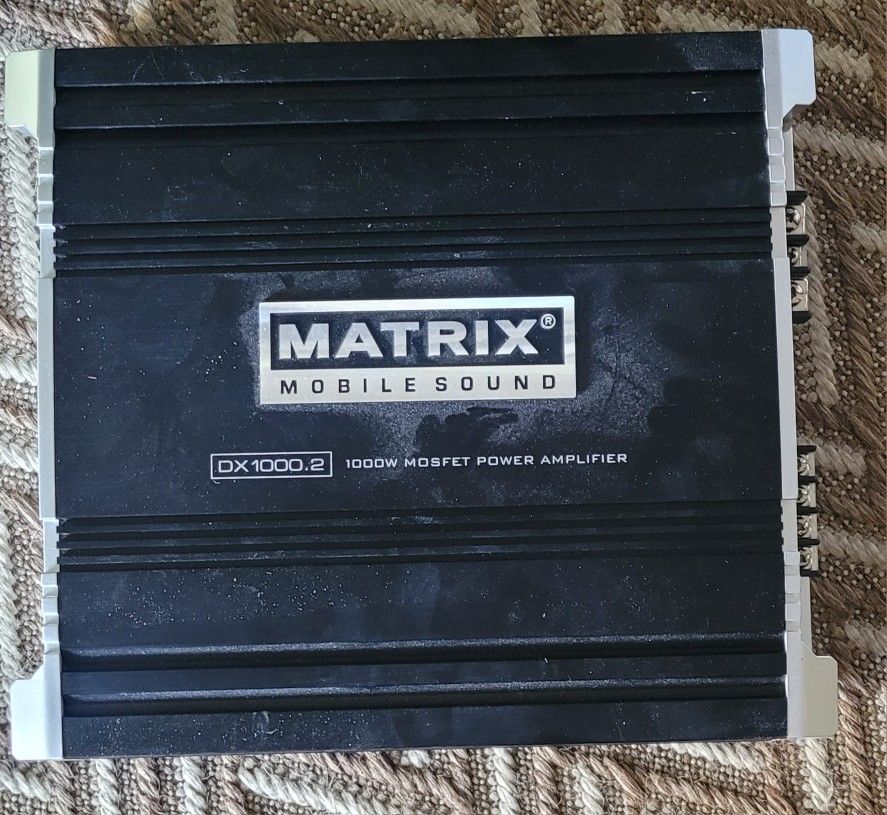 MATRIX®
MOBILE SOUND
DX1000.2 1000W MOSFET POWER AMPLIFIER